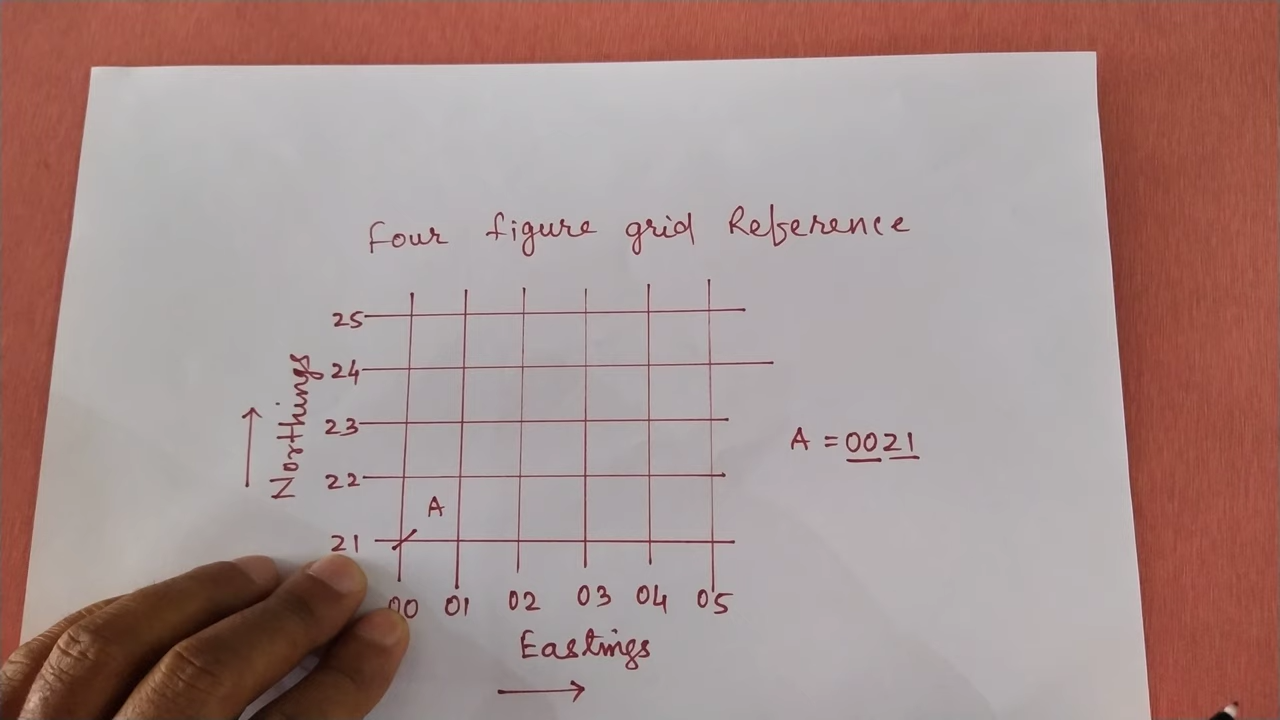 Four figure grid Reference
25
24
23
22
21
Northings
A
A = 0021
00 01 02 03 04 05
Eastings